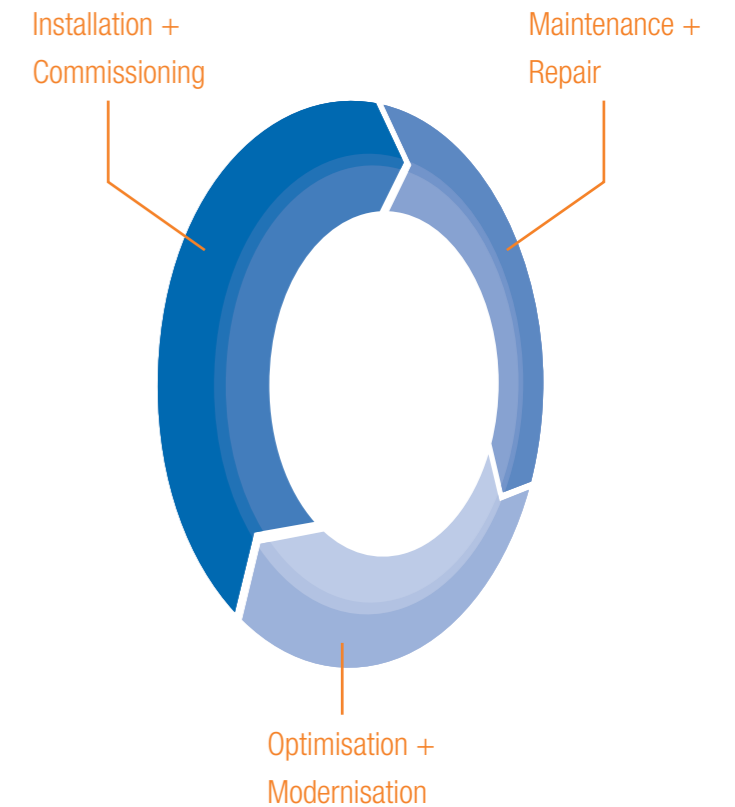 Installation +
Commissioning
Maintenance +
Repair
Optimisation +
Modernisation